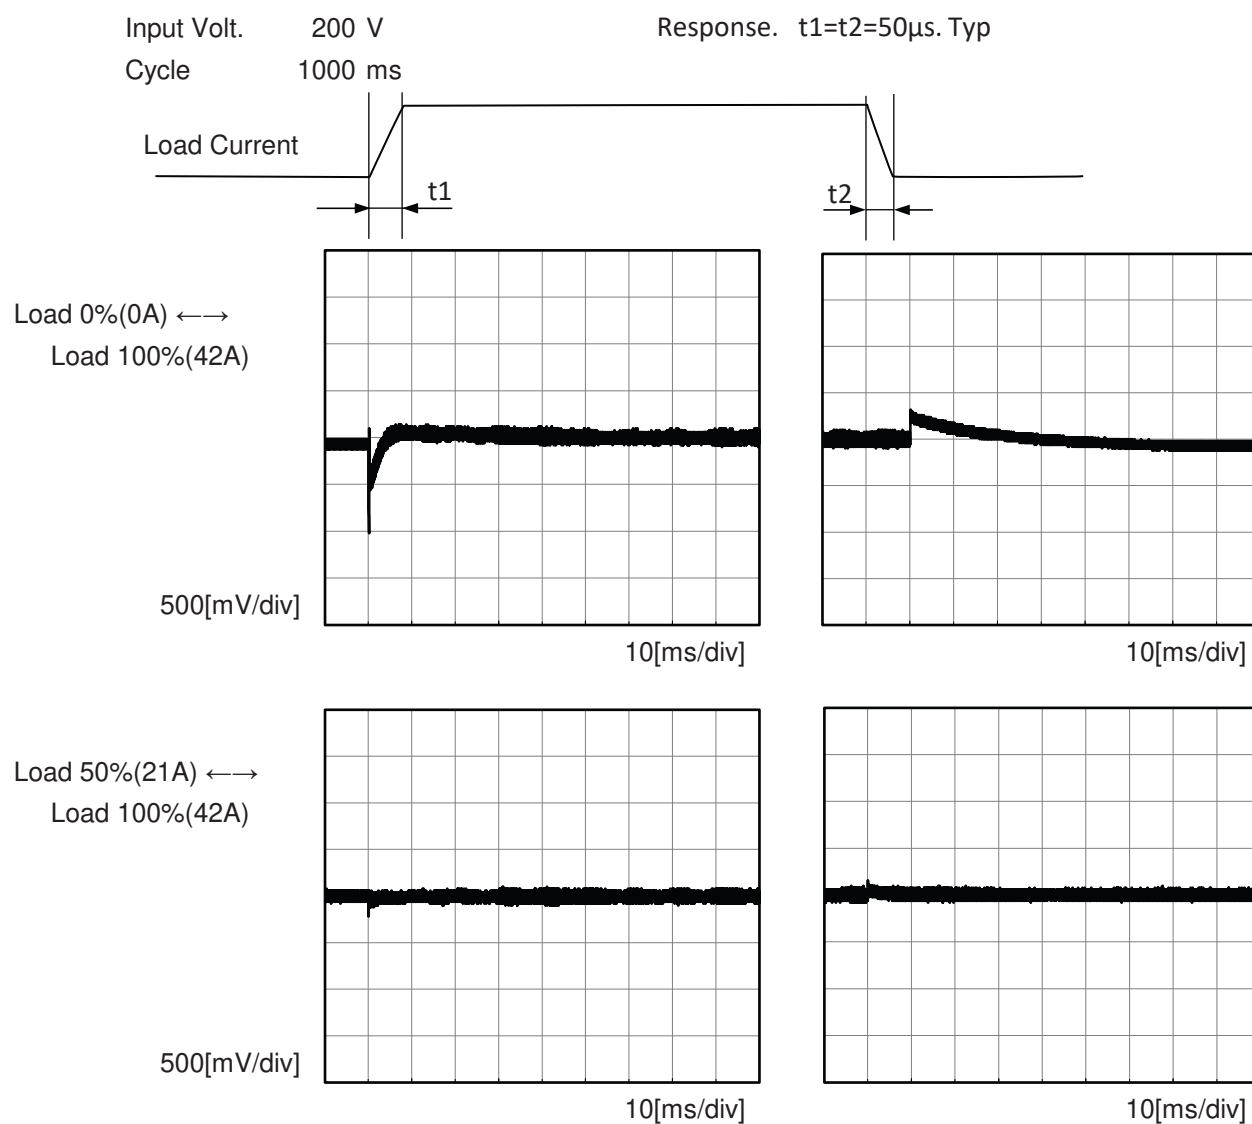 Input Volt. 200 V Response. t1=t2=50µs. Typ
Cycle 1000 ms
Load Current
t1
t2
Load 0%(0A) ←→
Load 100%(42A)
500[mV/div]
10[ms/div] 10[ms/div]
Load 50%(21A) ←→
Load 100%(42A)
500[mV/div]
10[ms/div] 10[ms/div]